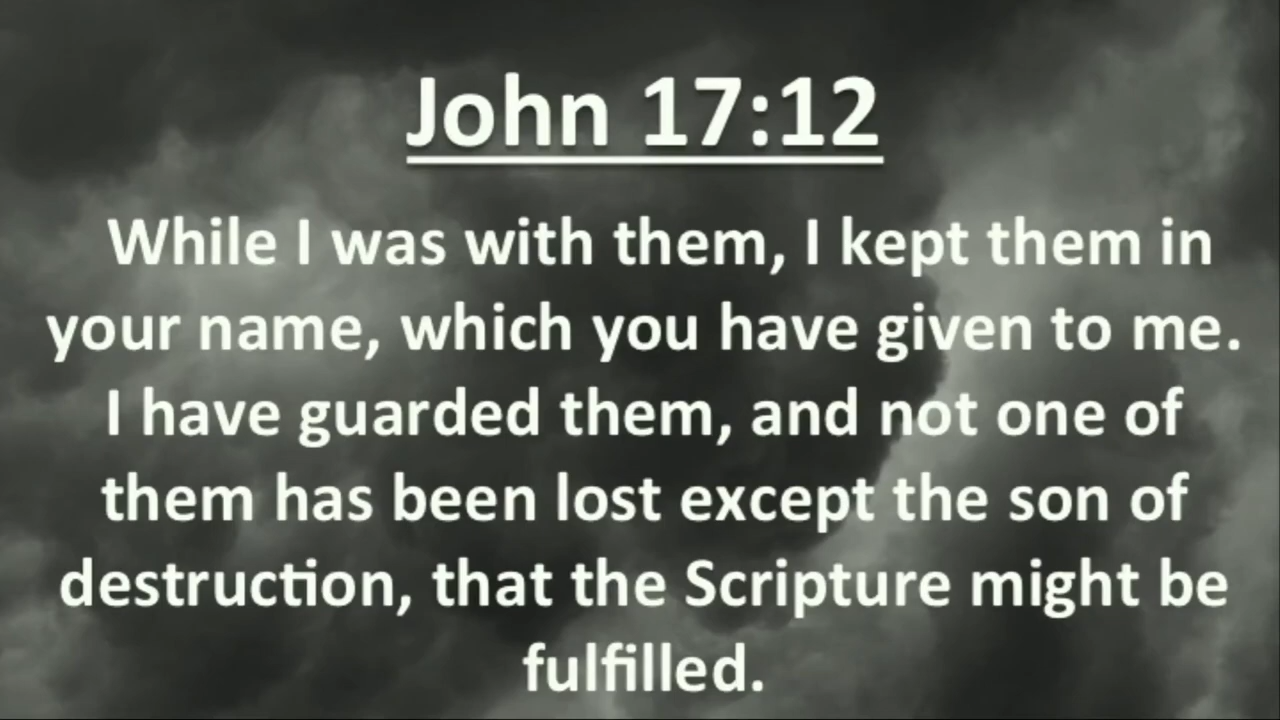 John 17:12
While I was with them, I kept them in
your name, which you have given to me.
I have guarded them, and not one of
them has been lost except the son of
destruction, that the Scripture might be
fulfilled.